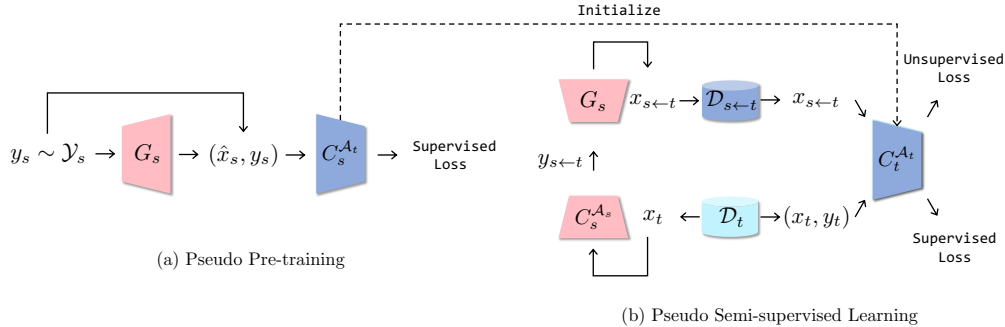 Initialize
y_s ∼ 𝒴_s
G_s
(x̂_s, y_s)
C_s^{𝒜_t}
Supervised
Loss
(a) Pseudo Pre-training
G_s
x_{s←t}
𝒟_{s←t}
x_{s←t}
Unsupervised
Loss
y_{s←t}
C_t^{𝒜_t}
C_s^{𝒜_s}
x_t
𝒟_t
(x_t, y_t)
Supervised
Loss
(b) Pseudo Semi-supervised Learning